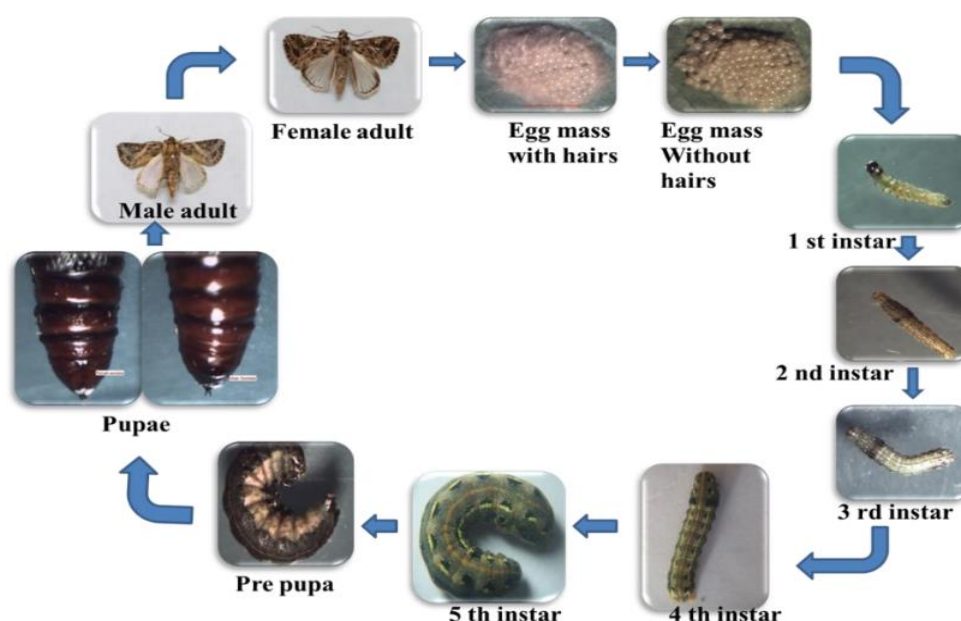 Female adult
Egg mass
with hairs
Egg mass
Without
hairs
Male adult
1 st instar
2 nd instar
3 rd instar
4 th instar
5 th instar
Pre pupa
Pupae